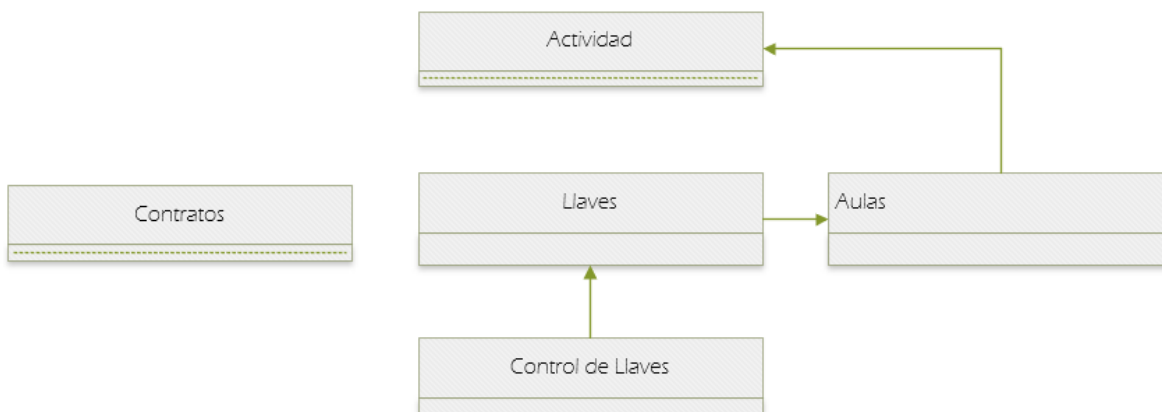 Actividad
Contratos
Llaves
Aulas
Control de Llaves